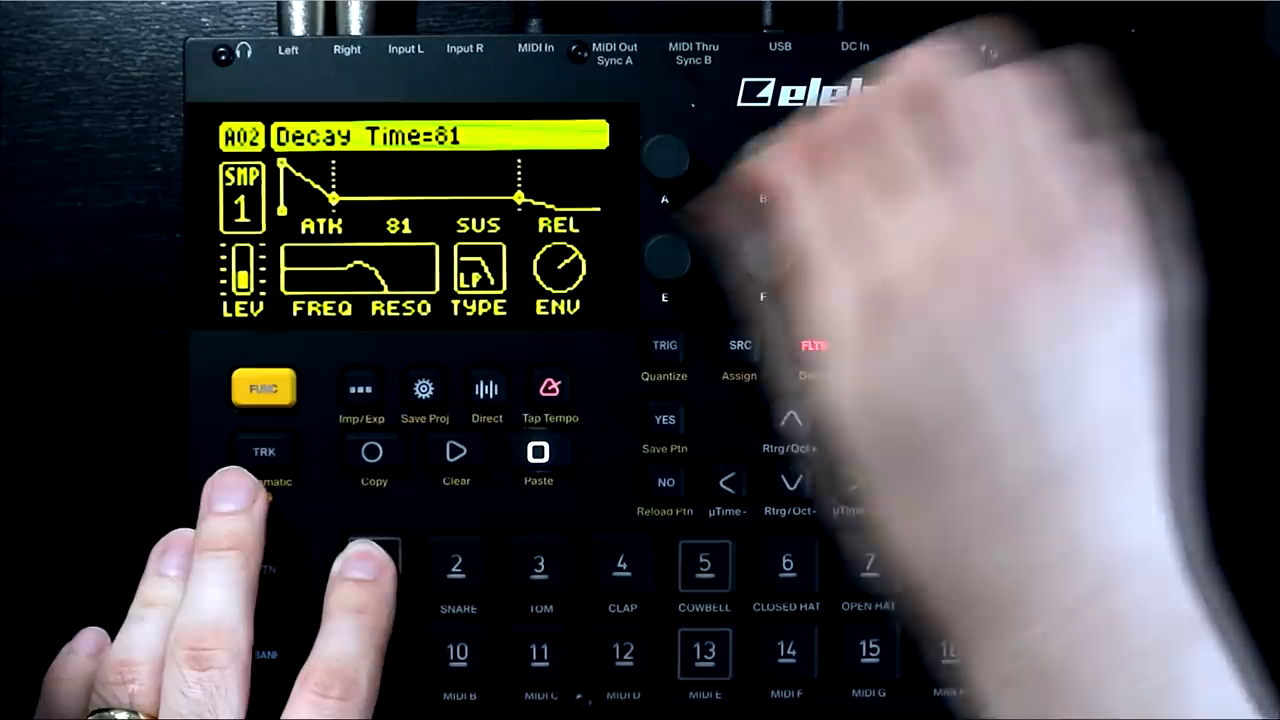 Left Right Input L Input R MIDI In MIDI Out MIDI Thru USB DC In
Sync A Sync B
A02 Decay Time=81
SMP
1
ATK 81 SUS REL
LP
LEV FREQ RESO TYPE ENV
A B
E F
TRIG SRC FLTR
Quantize Assign
FUNC
Imp/Exp Save Proj Direct Tap Tempo
YES
Save Ptn Rtrg/Oct+
TRK
Copy Clear Paste
NO
Reload Ptn µTime- Rtrg/Oct-
2 3 4 5 6 7
SNARE TOM CLAP COWBELL CLOSED HAT OPEN HAT
BANK
10 11 12 13 14 15
MIDI B MIDI C MIDI D MIDI E MIDI F MIDI G